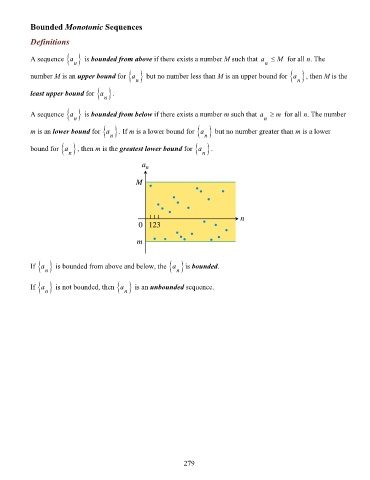 Bounded Monotonic Sequences
Definitions
A sequence {a_n} is bounded from above if there exists a number M such that a_n ≤ M for all n. The
number M is an upper bound for {a_n} but no number less than M is an upper bound for {a_n}, then M is the
least upper bound for {a_n}.
A sequence {a_n} is bounded from below if there exists a number m such that a_n ≥ m for all n. The number
m is an lower bound for {a_n}. If m is a lower bound for {a_n} but no number greater than m is a lower
bound for {a_n}, then m is the greatest lower bound for {a_n}.
a_n
M
n
0 123
m
If {a_n} is bounded from above and below, the {a_n} is bounded.
If {a_n} is not bounded, then {a_n} is an unbounded sequence.
279